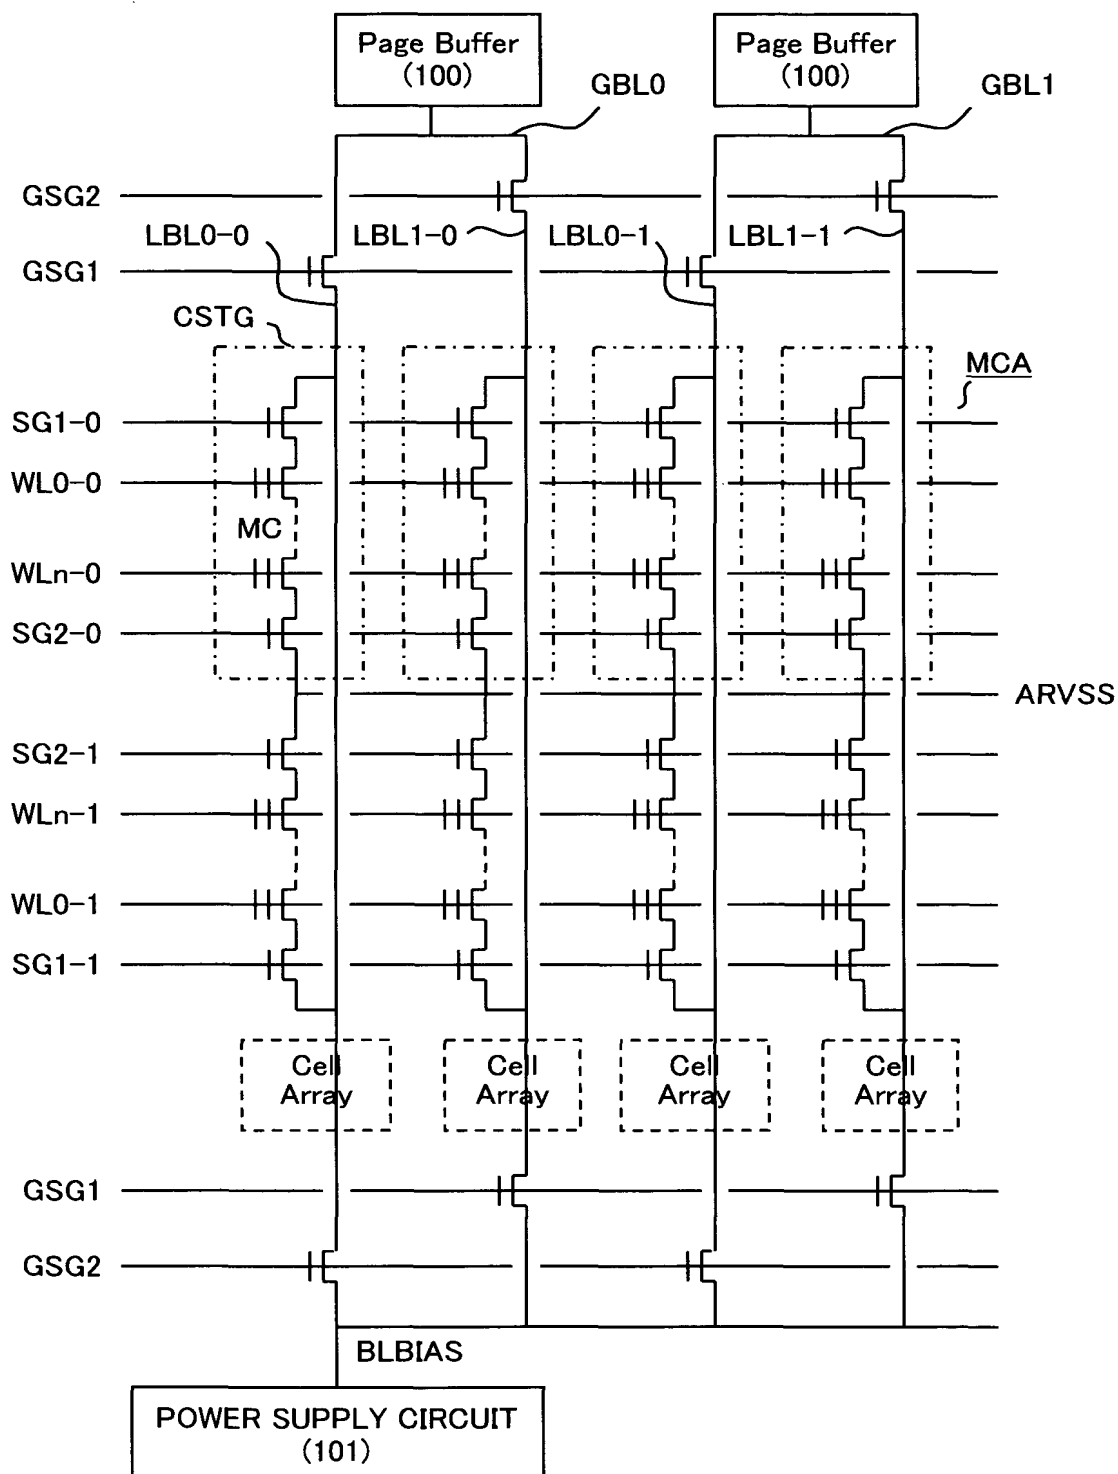 Page Buffer
(100)
Page Buffer
(100)
GBL0
GBL1
GSG2
LBL0-0
LBL1-0
LBL0-1
LBL1-1
GSG1
CSTG
MCA
SG1-0
WL0-0
MC
WLn-0
SG2-0
ARVSS
SG2-1
WLn-1
WL0-1
SG1-1
Cell
Array
Cell
Array
Cell
Array
Cell
Array
GSG1
GSG2
BLBIAS
POWER SUPPLY CIRCUIT
(101)